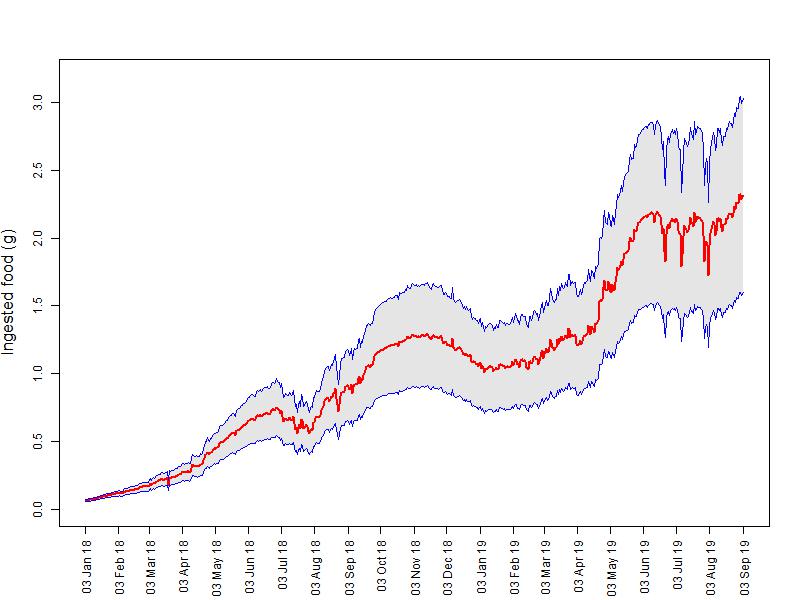 Ingested food (g)
3.0
2.5
2.0
1.5
1.0
0.5
0.0
03 Jan 18
03 Feb 18
03 Mar 18
03 Apr 18
03 May 18
03 Jun 18
03 Jul 18
03 Aug 18
03 Sep 18
03 Oct 18
03 Nov 18
03 Dec 18
03 Jan 19
03 Feb 19
03 Mar 19
03 Apr 19
03 May 19
03 Jun 19
03 Jul 19
03 Aug 19
03 Sep 19